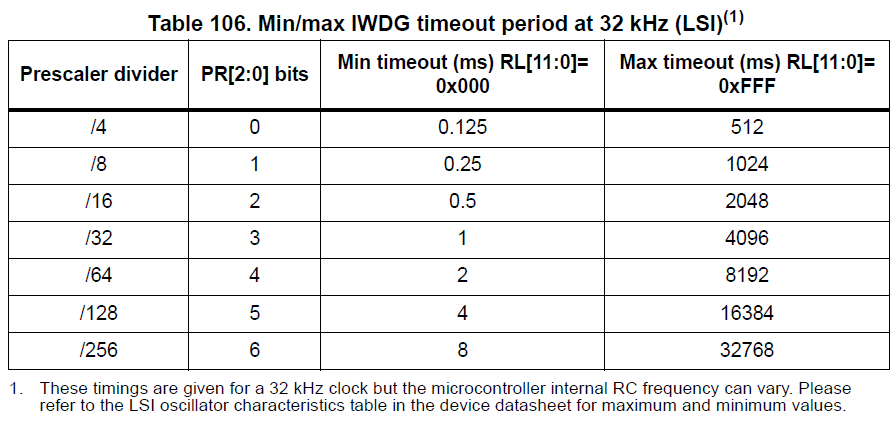 Table 106. Min/max IWDG timeout period at 32 kHz (LSI)(1)
Prescaler divider PR[2:0] bits Min timeout (ms) RL[11:0]= 0x000 Max timeout (ms) RL[11:0]= 0xFFF
/4 0 0.125 512
/8 1 0.25 1024
/16 2 0.5 2048
/32 3 1 4096
/64 4 2 8192
/128 5 4 16384
/256 6 8 32768
1. These timings are given for a 32 kHz clock but the microcontroller internal RC frequency can vary. Please
refer to the LSI oscillator characteristics table in the device datasheet for maximum and minimum values.